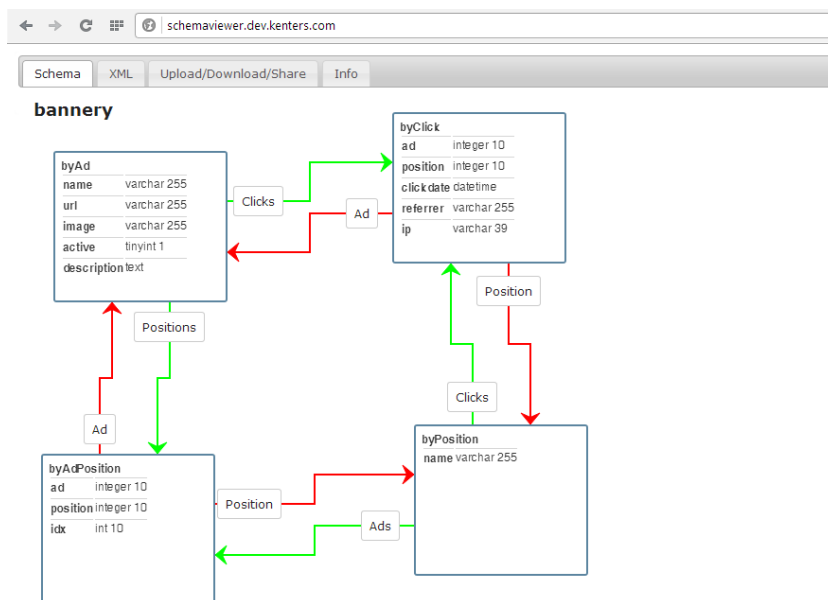 schemaviewer.dev.kenters.com
Schema XML Upload/Download/Share Info
bannery
byAd
name varchar 255
url varchar 255
image varchar 255
active tinyint 1
description text
Clicks
Ad
byClick
ad integer 10
position integer 10
clickdate datetime
referrer varchar 255
ip varchar 39
Positions
Position
Ad
Clicks
byAdPosition
ad integer 10
position integer 10
idx int 10
Position
Ads
byPosition
name varchar 255